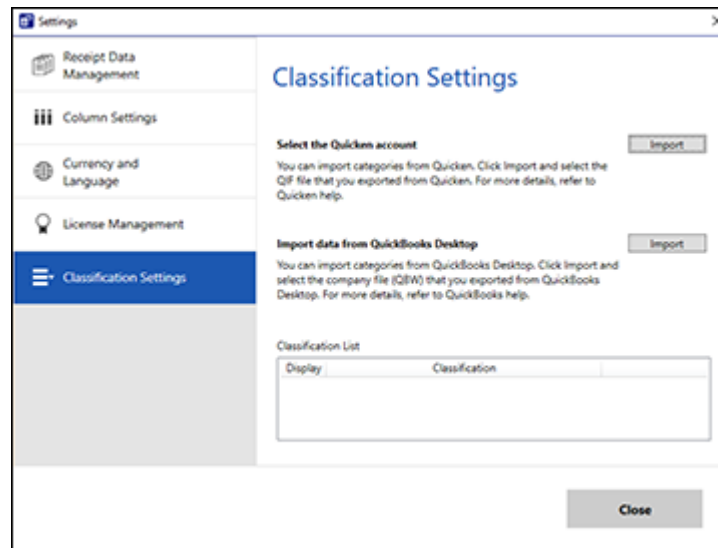 Settings
Receipt Data
Management
Column Settings
Currency and
Language
License Management
Classification Settings
Classification Settings
Select the Quicken account
Import
You can import categories from Quicken. Click Import and select the
QIF file that you exported from Quicken. For more details, refer to
Quicken help.
Import data from QuickBooks Desktop
Import
You can import categories from QuickBooks Desktop. Click Import and
select the company file (QBW) that you exported from QuickBooks
Desktop. For more details, refer to QuickBooks help.
Classification List
Display Classification
Close